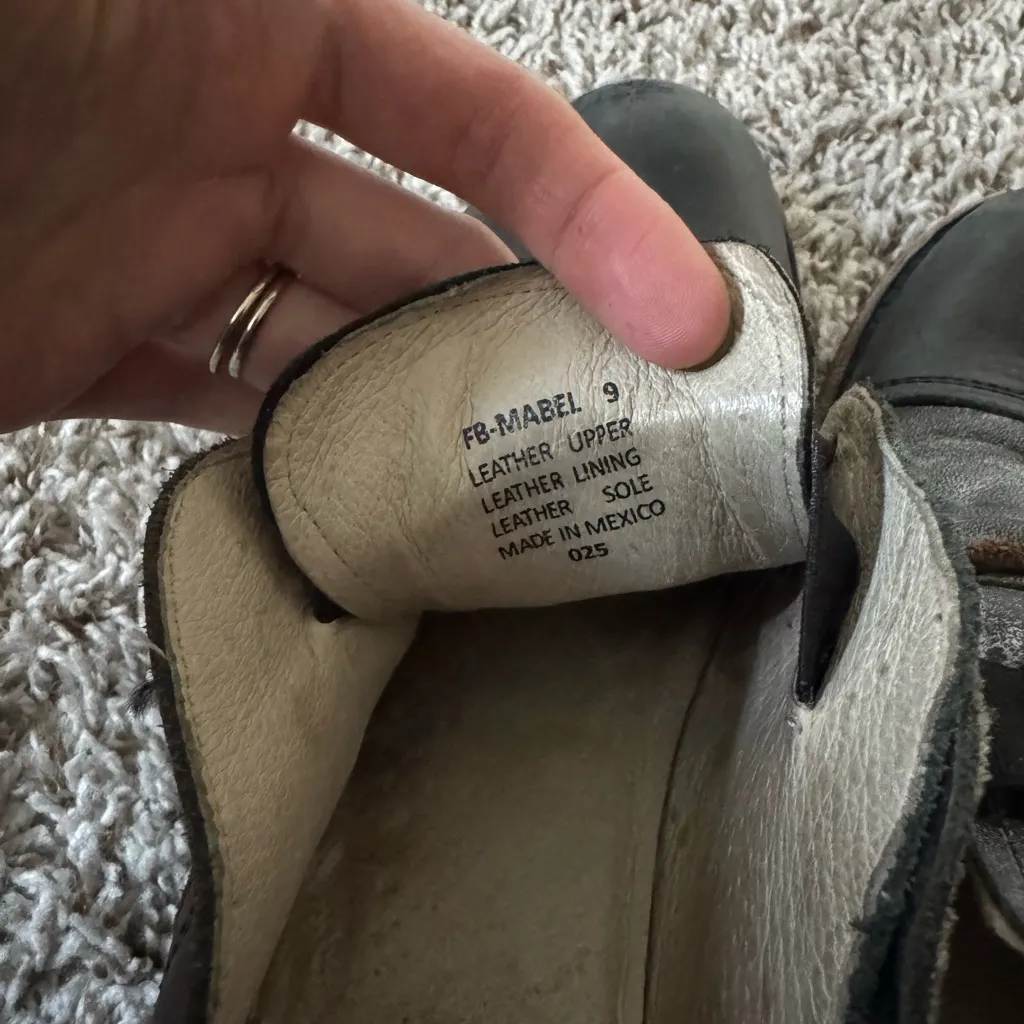 FB-MABEL 9
LEATHER UPPER
LEATHER LINING
LEATHER SOLE
MADE IN MEXICO
025